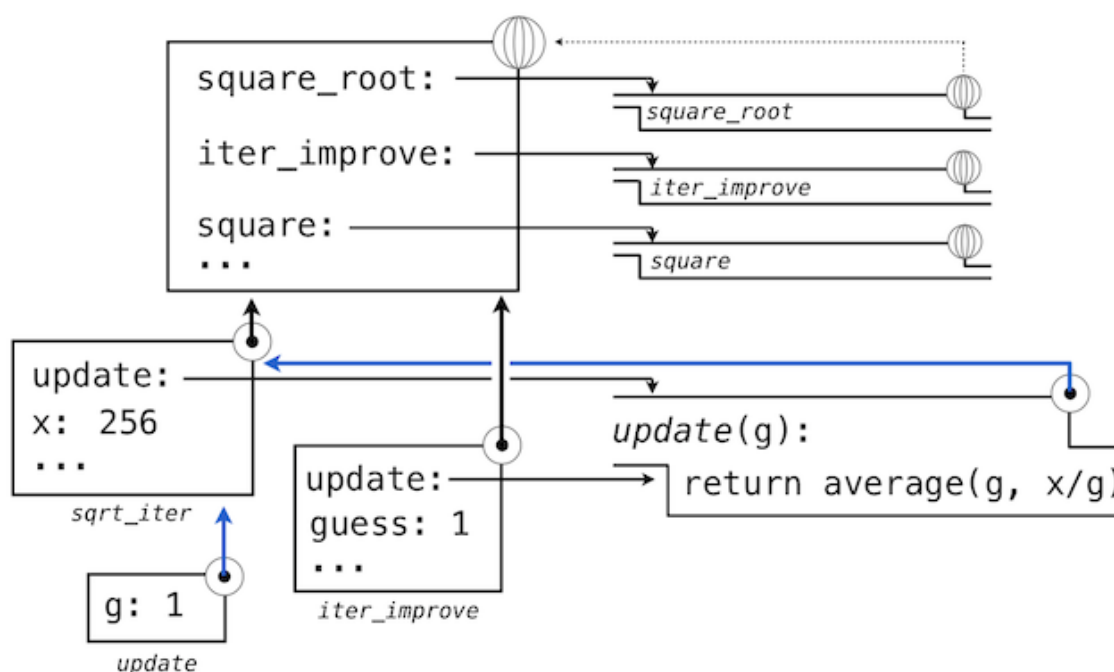 square_root:
square_root
iter_improve:
iter_improve
square:
square
...
update:
x: 256
...
sqrt_iter
update(g):
return average(g, x/g)
update:
guess: 1
...
iter_improve
g: 1
update